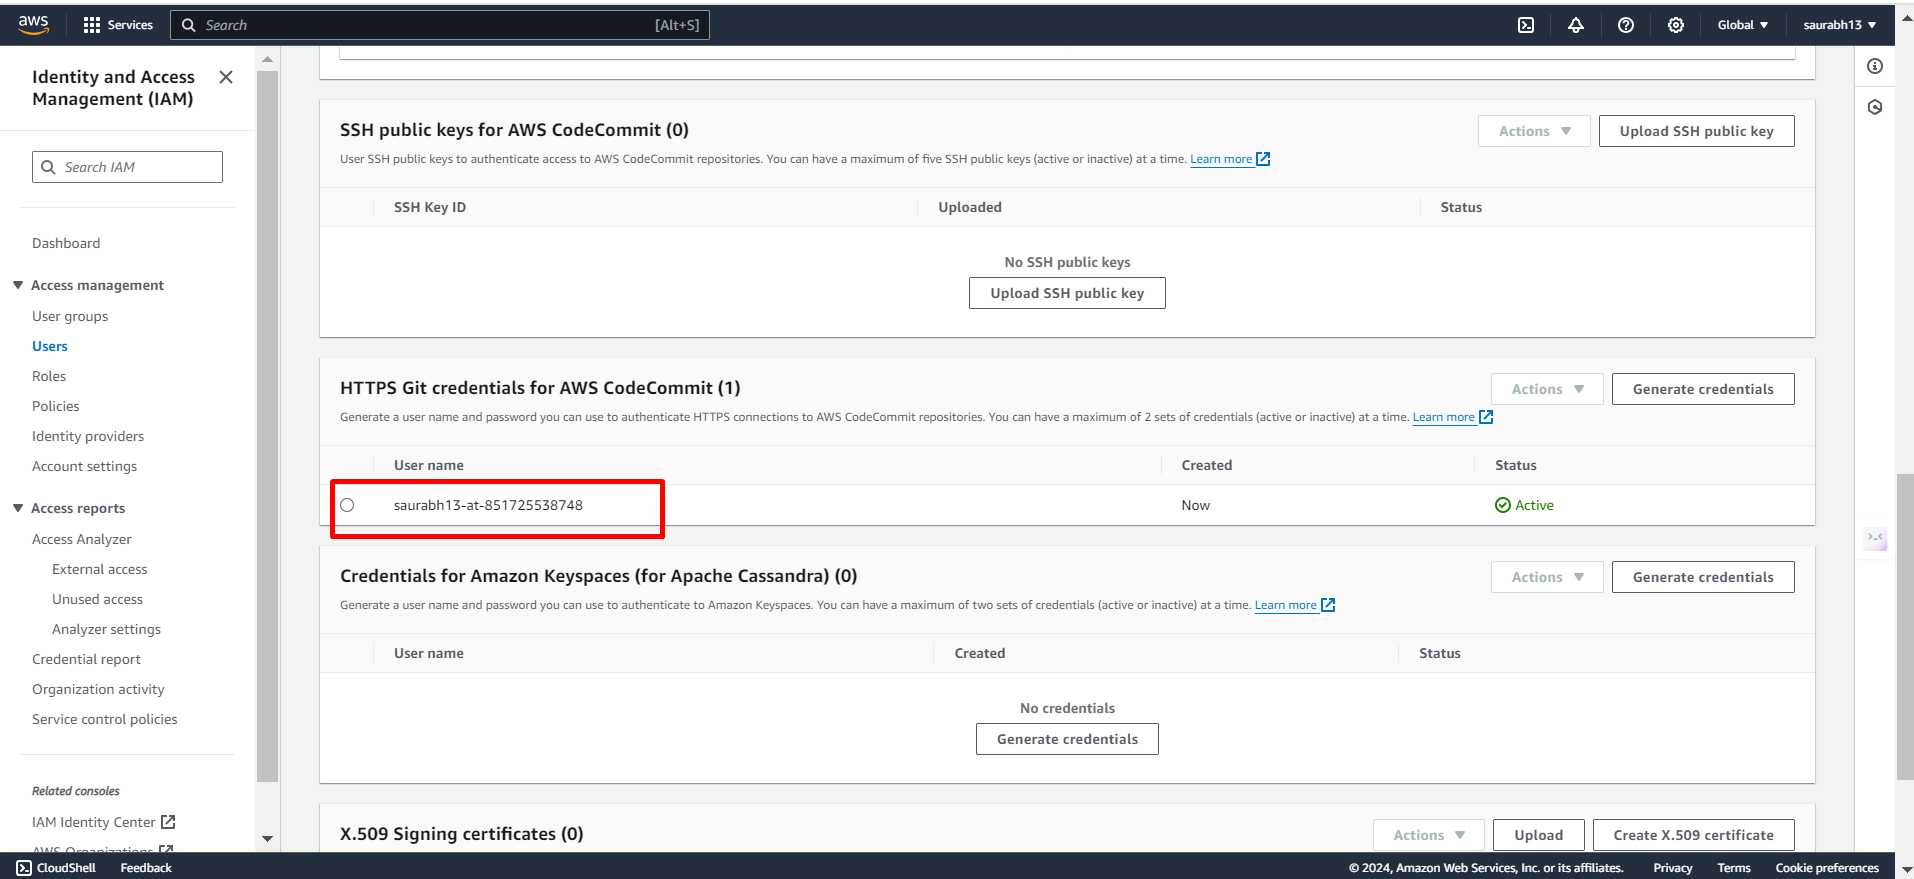 aws
Services
Search
[Alt+S]
Global
saurabh13
Identity and Access
Management (IAM)
Search IAM
Dashboard
Access management
User groups
Users
Roles
Policies
Identity providers
Account settings
Access reports
Access Analyzer
External access
Unused access
Analyzer settings
Credential report
Organization activity
Service control policies
Related consoles
IAM Identity Center
AWS Organizations
SSH public keys for AWS CodeCommit (0)
Actions
Upload SSH public key
User SSH public keys to authenticate access to AWS CodeCommit repositories. You can have a maximum of five SSH public keys (active or inactive) at a time. Learn more
SSH Key ID
Uploaded
Status
No SSH public keys
Upload SSH public key
HTTPS Git credentials for AWS CodeCommit (1)
Actions
Generate credentials
Generate a user name and password you can use to authenticate HTTPS connections to AWS CodeCommit repositories. You can have a maximum of 2 sets of credentials (active or inactive) at a time. Learn more
User name
Created
Status
saurabh13-at-851725538748
Now
Active
Credentials for Amazon Keyspaces (for Apache Cassandra) (0)
Actions
Generate credentials
Generate a user name and password you can use to authenticate to Amazon Keyspaces. You can have a maximum of two sets of credentials (active or inactive) at a time. Learn more
User name
Created
Status
No credentials
Generate credentials
X.509 Signing certificates (0)
Actions
Upload
Create X.509 certificate
CloudShell
Feedback
© 2024, Amazon Web Services, Inc. or its affiliates.
Privacy
Terms
Cookie preferences